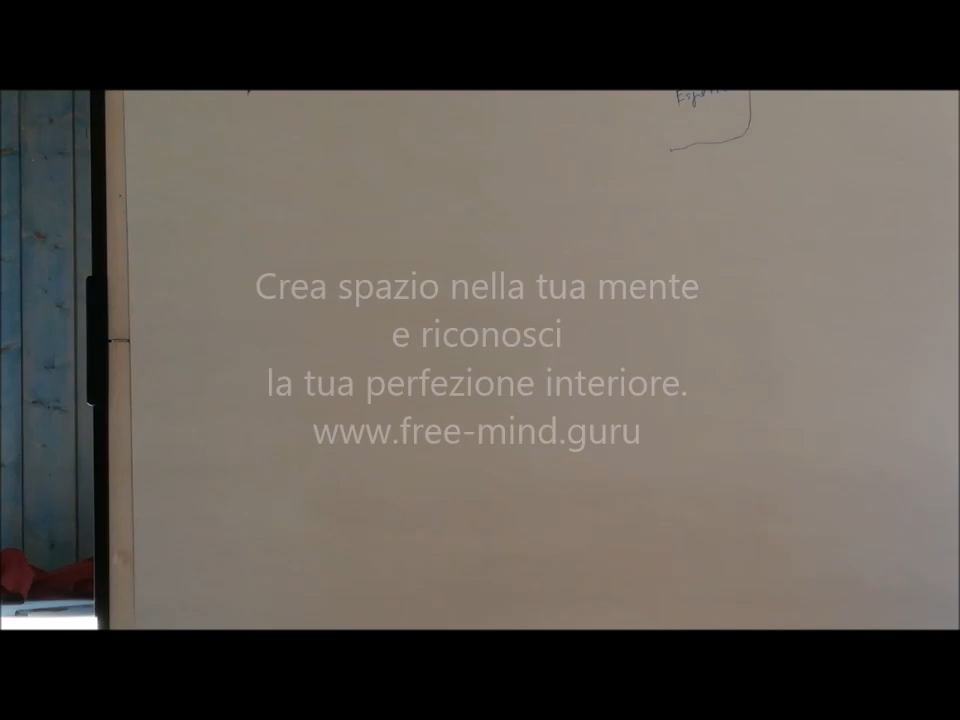 Crea spazio nella tua mente
e riconosci
la tua perfezione interiore.
www.free-mind.guru